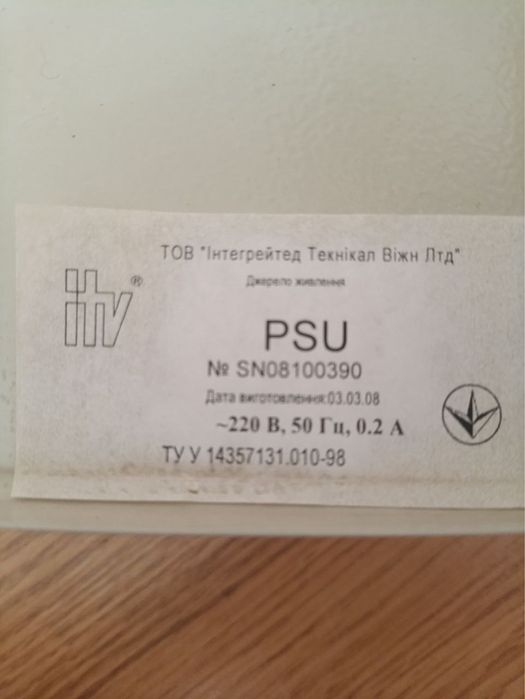 ТОВ "Інтегрейтед Технікал Віжн Лтд"
itv®
Джерело живлення
PSU
№ SN08100390
Дата виготовлення:03.03.08
~220 В, 50 Гц, 0.2 А
ТУ У 14357131.010-98